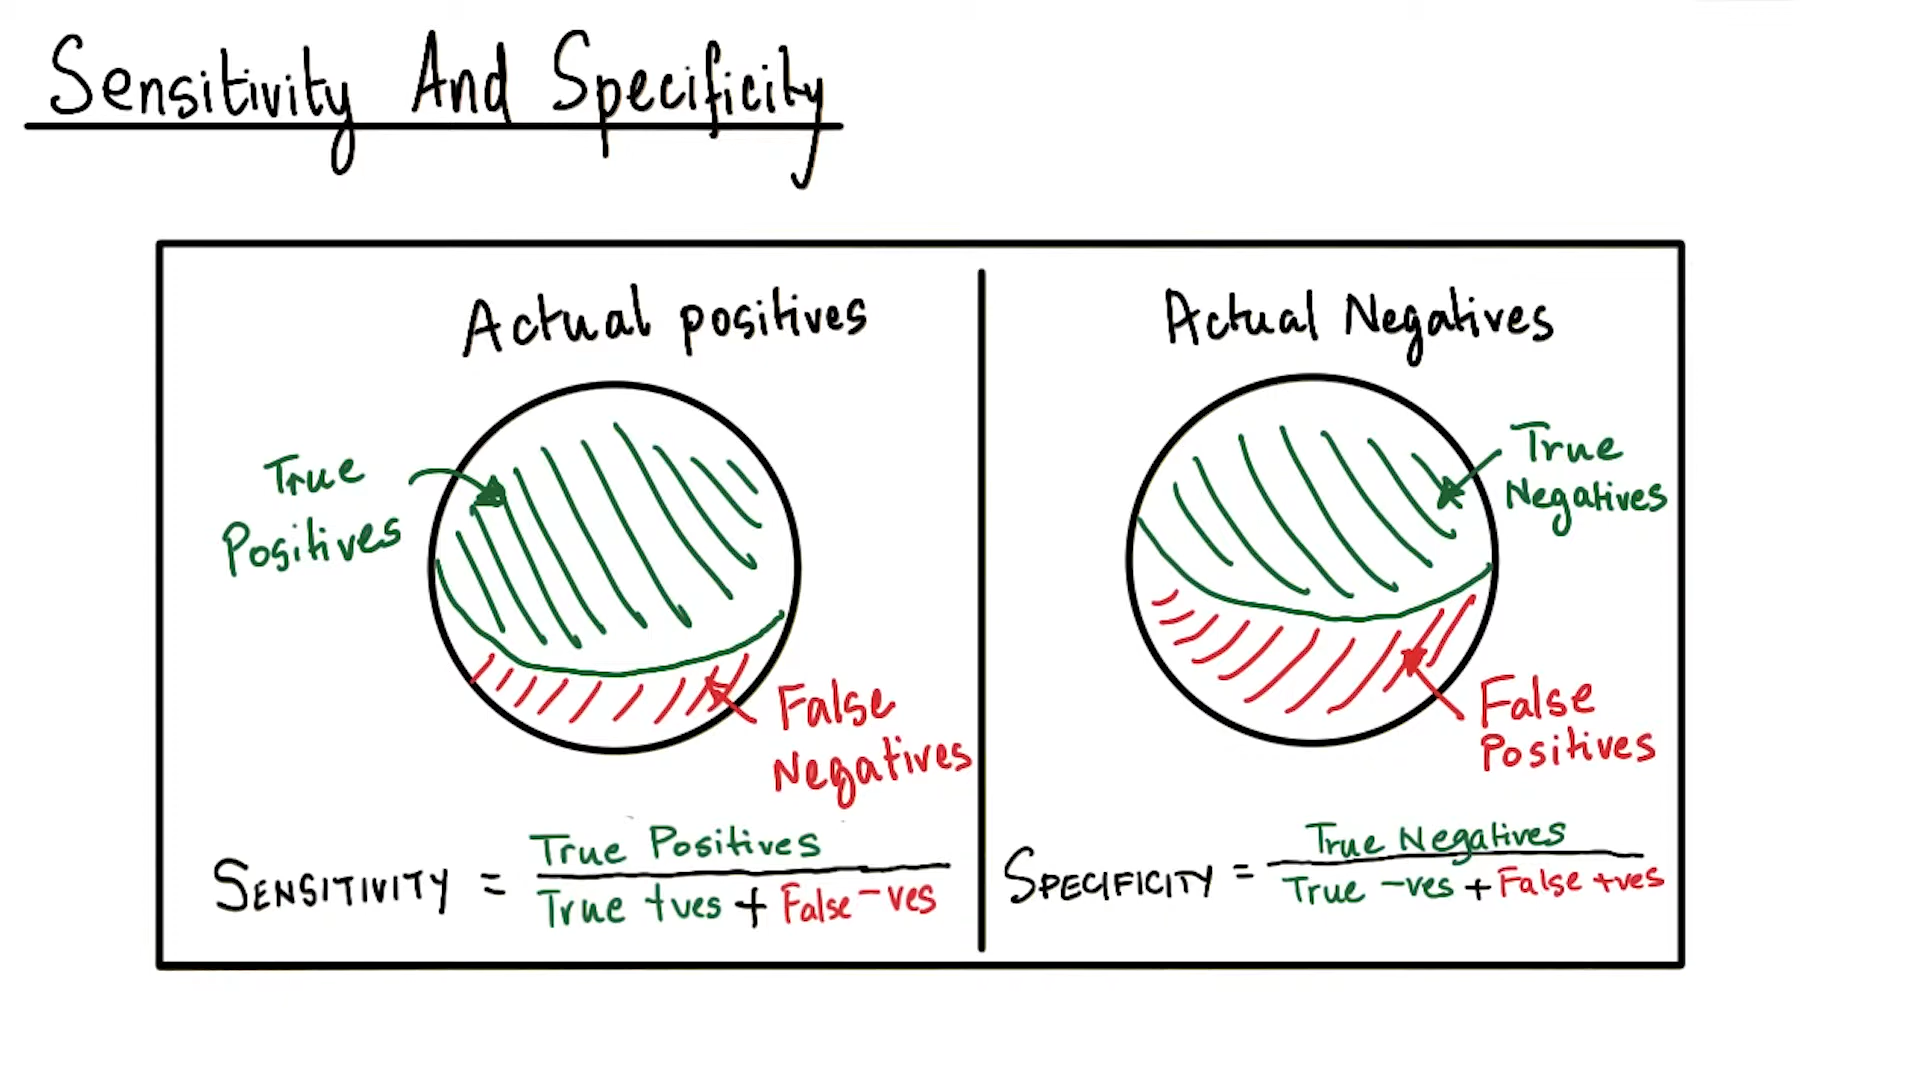 Sensitivity And Specificity
Actual positives
True
Positives
False
Negatives
SENSITIVITY = True Positives
True +ves + False -ves
Actual Negatives
True
Negatives
False
Positives
SPECIFICITY = True Negatives
True -ves + False +ves